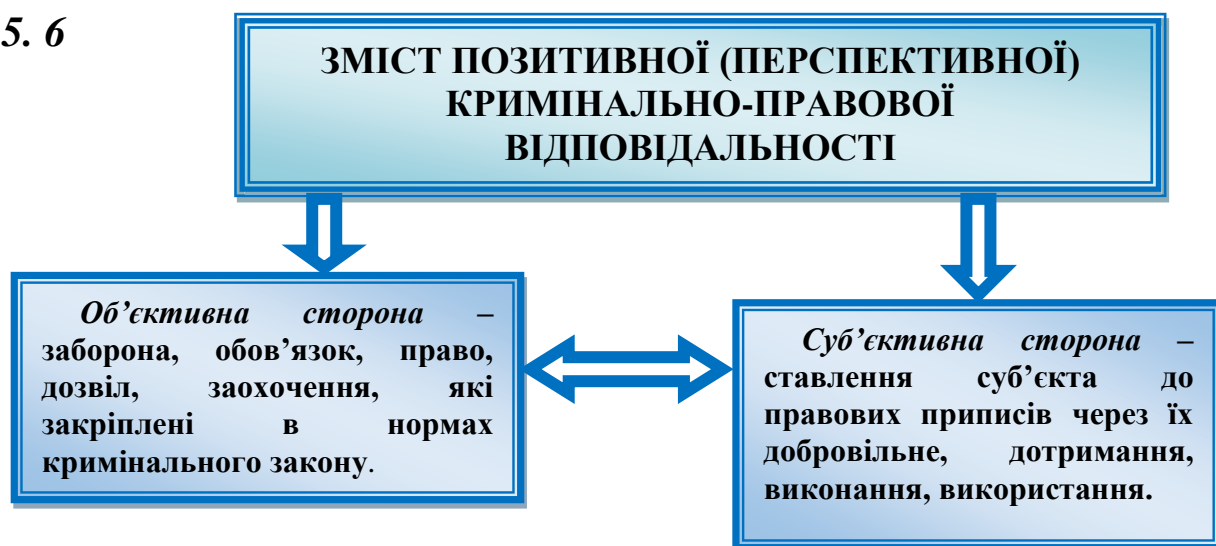 5. 6
ЗМІСТ ПОЗИТИВНОЇ (ПЕРСПЕКТИВНОЇ)
КРИМІНАЛЬНО-ПРАВОВОЇ
ВІДПОВІДАЛЬНОСТІ
Об’єктивна сторона –
заборона, обов’язок, право,
дозвіл, заохочення, які
закріплені в нормах
кримінального закону.
Суб’єктивна сторона –
ставлення суб’єкта до
правових приписів через їх
добровільне, дотримання,
виконання, використання.